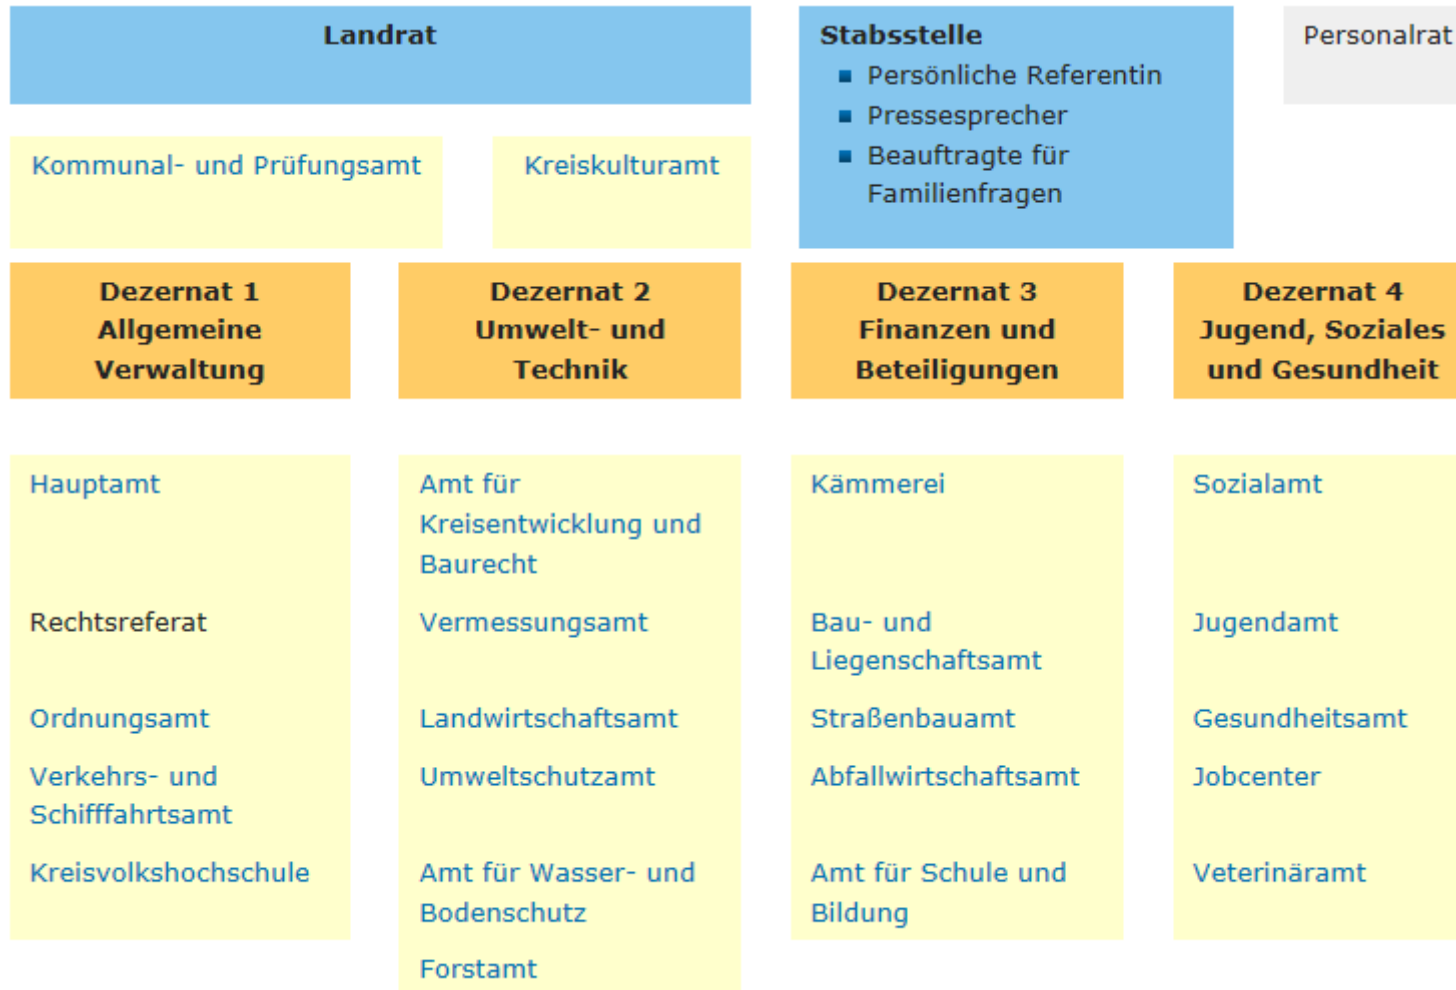 Landrat
Stabsstelle
Persönliche Referentin
Pressesprecher
Beauftragte für
Familienfragen
Personalrat
Kommunal- und Prüfungsamt
Kreiskulturamt
Dezernat 1
Allgemeine
Verwaltung
Dezernat 2
Umwelt- und
Technik
Dezernat 3
Finanzen und
Beteiligungen
Dezernat 4
Jugend, Soziales
und Gesundheit
Hauptamt
Rechtsreferat
Ordnungsamt
Verkehrs- und
Schifffahrtsamt
Kreisvolkshochschule
Amt für
Kreisentwicklung und
Baurecht
Vermessungsamt
Landwirtschaftsamt
Umweltschutzamt
Amt für Wasser- und
Bodenschutz
Forstamt
Kämmerei
Bau- und
Liegenschaftsamt
Straßenbauamt
Abfallwirtschaftsamt
Amt für Schule und
Bildung
Sozialamt
Jugendamt
Gesundheitsamt
Jobcenter
Veterinäramt